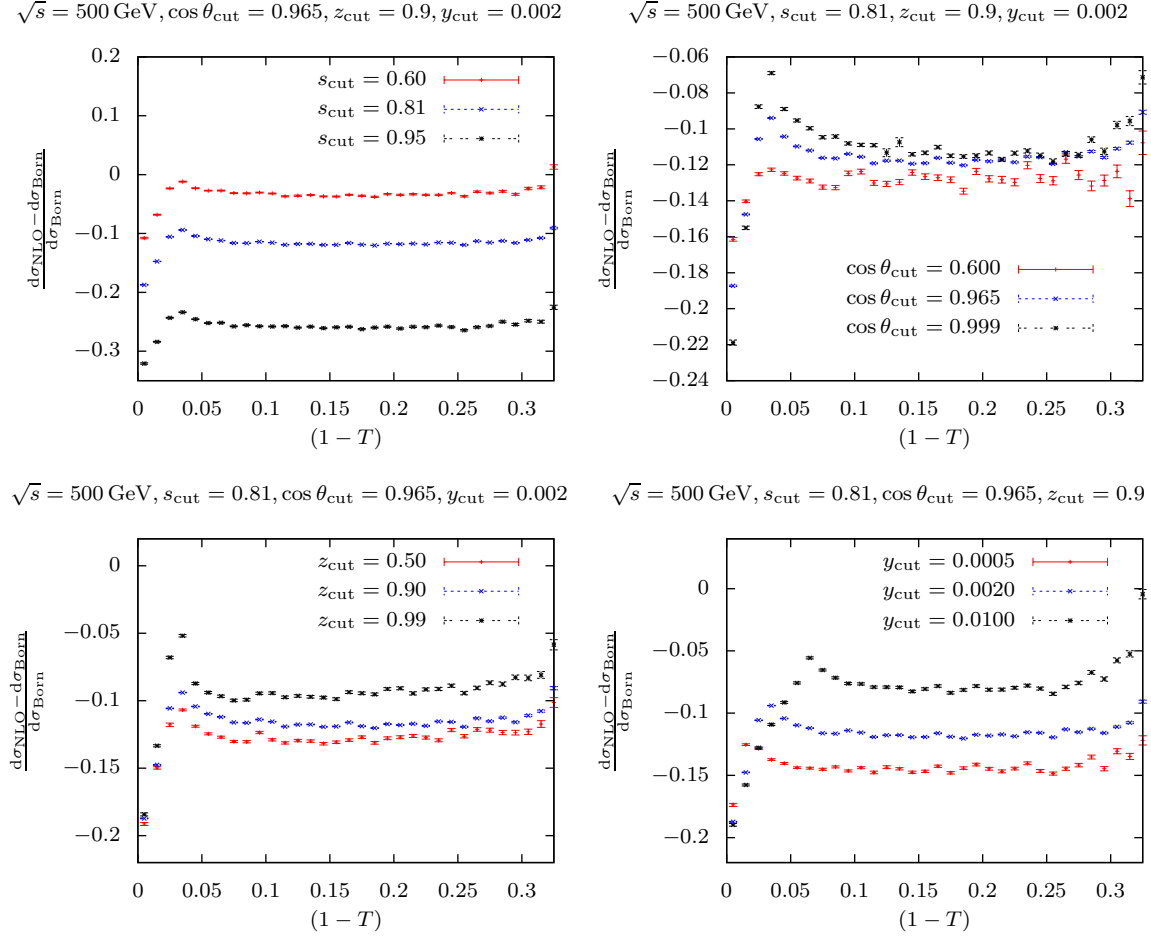 √s = 500 GeV, cos θcut = 0.965, zcut = 0.9, ycut = 0.002
0.2
0.1
0
−0.1
−0.2
−0.3
dσNLO−dσBorn
dσBorn
scut = 0.60
scut = 0.81
scut = 0.95
0 0.05 0.1 0.15 0.2 0.25 0.3
(1 − T)
√s = 500 GeV, scut = 0.81, zcut = 0.9, ycut = 0.002
−0.06
−0.08
−0.1
−0.12
−0.14
−0.16
−0.18
−0.2
−0.22
−0.24
dσNLO−dσBorn
dσBorn
cos θcut = 0.600
cos θcut = 0.965
cos θcut = 0.999
0 0.05 0.1 0.15 0.2 0.25 0.3
(1 − T)
√s = 500 GeV, scut = 0.81, cos θcut = 0.965, ycut = 0.002
0
−0.05
−0.1
−0.15
−0.2
dσNLO−dσBorn
dσBorn
zcut = 0.50
zcut = 0.90
zcut = 0.99
0 0.05 0.1 0.15 0.2 0.25 0.3
(1 − T)
√s = 500 GeV, scut = 0.81, cos θcut = 0.965, zcut = 0.9
0
−0.05
−0.1
−0.15
−0.2
dσNLO−dσBorn
dσBorn
ycut = 0.0005
ycut = 0.0020
ycut = 0.0100
0 0.05 0.1 0.15 0.2 0.25 0.3
(1 − T)